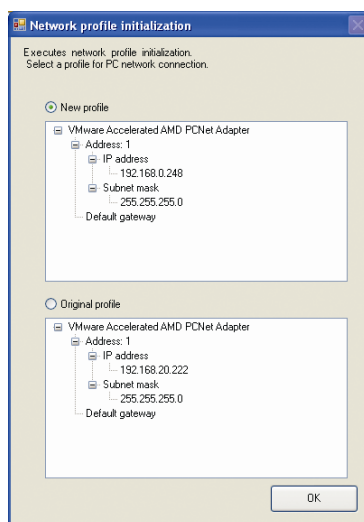 Network profile initialization
Executes network profile initialization.
Select a profile for PC network connection.
New profile
VMware Accelerated AMD PCNet Adapter
Address: 1
IP address
192.168.0.248
Subnet mask
255.255.255.0
Default gateway
Original profile
VMware Accelerated AMD PCNet Adapter
Address: 1
IP address
192.168.20.222
Subnet mask
255.255.255.0
Default gateway
OK